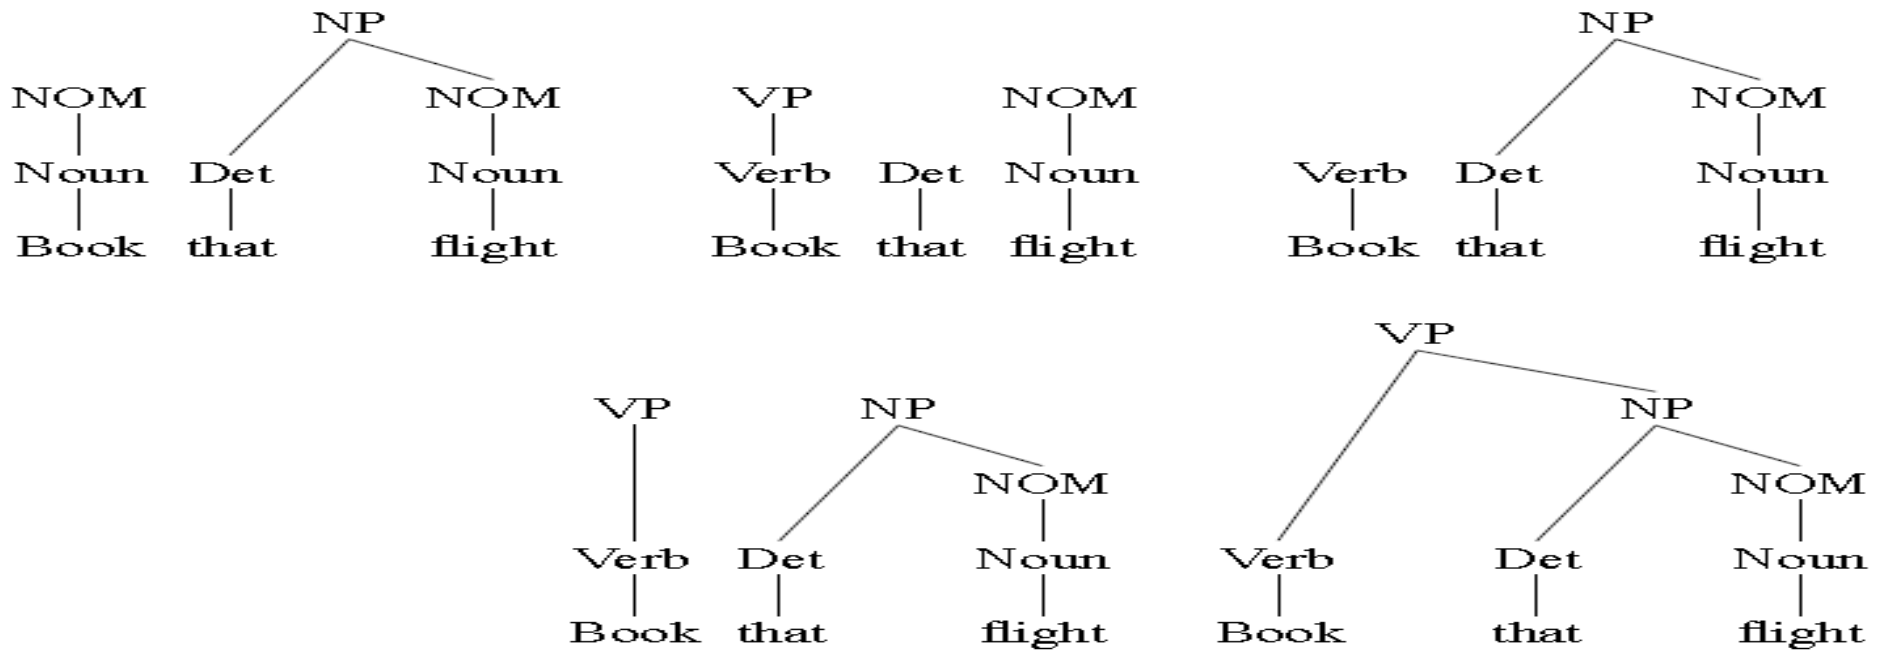 NP NP
NOM NOM VP NOM NOM
Noun Det Noun Verb Det Noun Verb Det Noun
Book that flight Book that flight Book that flight
VP
VP NP NP
NOM NOM
Verb Det Noun Verb Det Noun
Book that flight Book that flight